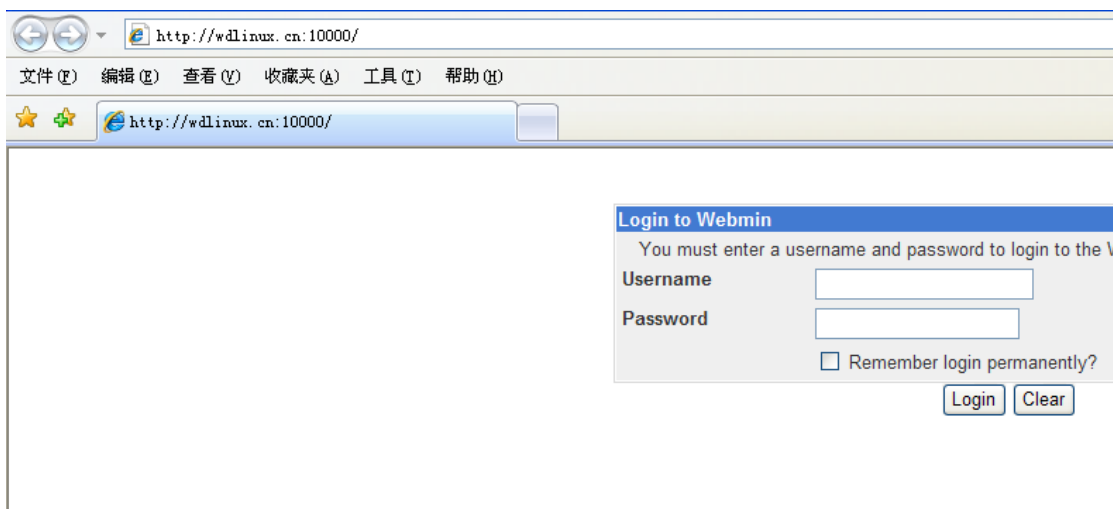 http://wdlinux.cn:10000/
文件(F) 编辑(E) 查看(V) 收藏夹(A) 工具(T) 帮助(H)
http://wdlinux.cn:10000/
Login to Webmin
You must enter a username and password to login to the
Username
Password
Remember login permanently?
Login Clear